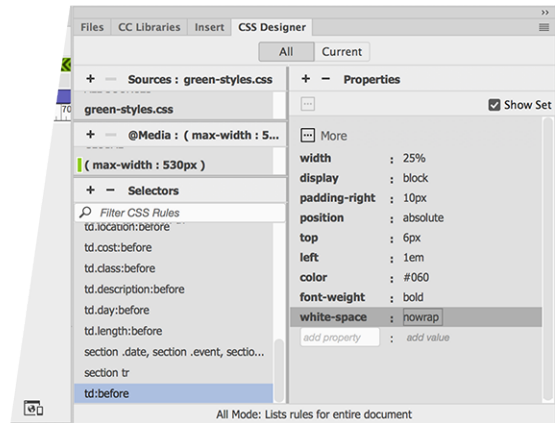 Files CC Libraries Insert CSS Designer
All Current
+ − Sources : green-styles.css
+ − Properties
green-styles.css
Show Set
70
+ − @Media : ( max-width : 5...
More
( max-width : 530px )
width : 25%
display : block
+ − Selectors
padding-right : 10px
Filter CSS Rules
position : absolute
td.location:before
top : 6px
td.cost:before
left : 1em
td.class:before
color : #060
td.description:before
font-weight : bold
td.day:before
white-space : nowrap
td.length:before
add property : add value
section .date, section .event, sectio...
section tr
td:before
All Mode: Lists rules for entire document